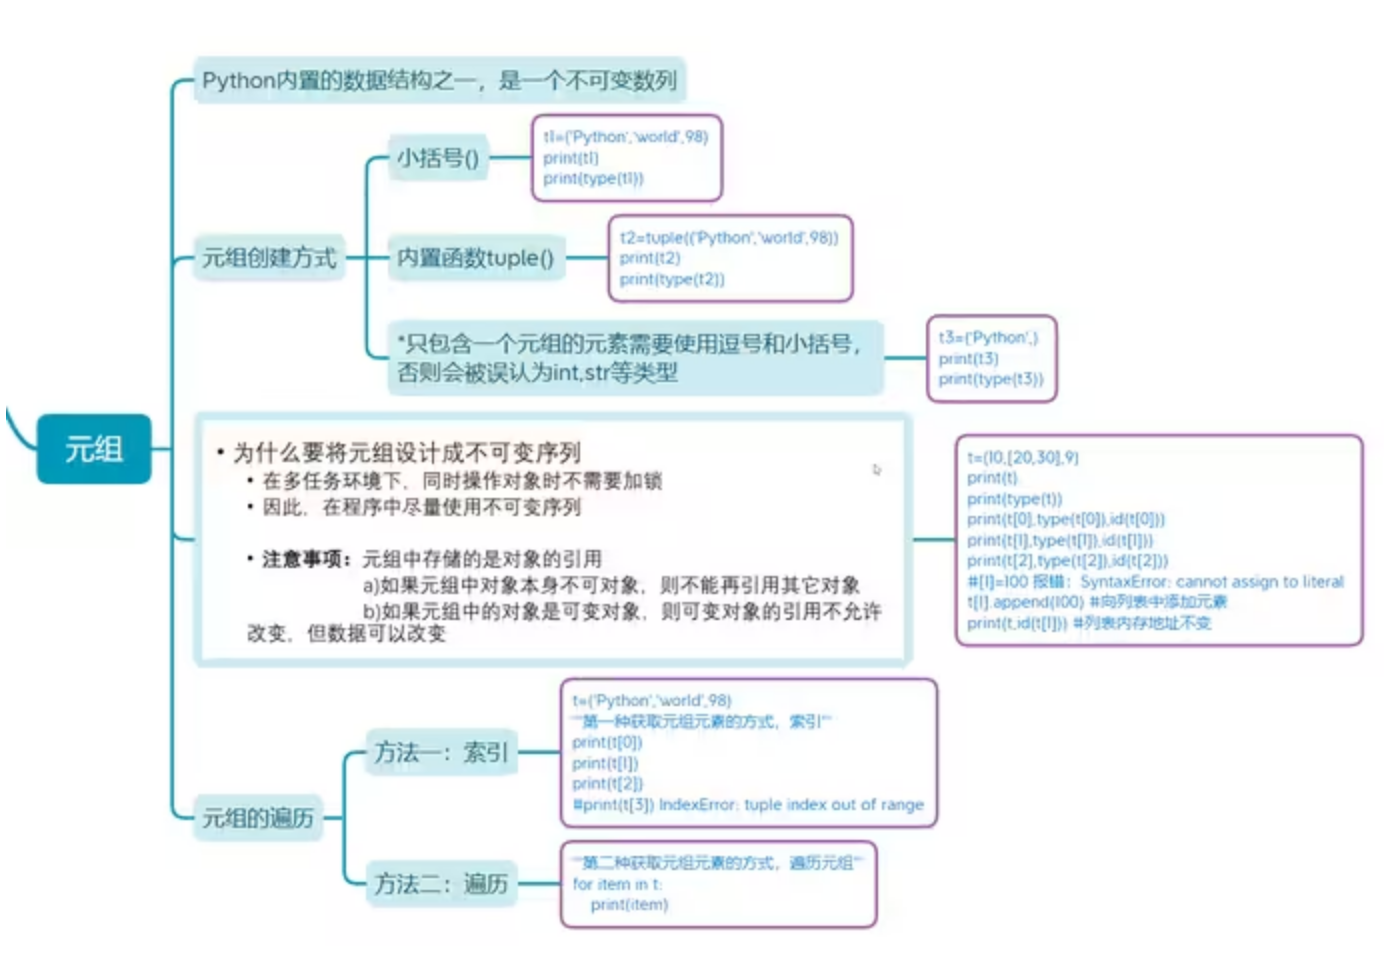 元组
Python内置的数据结构之一，是一个不可变数列
元组创建方式
小括号()
t1=('Python','world',98)
print(t1)
print(type(t1))
内置函数tuple()
t2=tuple(('Python','world',98))
print(t2)
print(type(t2))
*只包含一个元组的元素需要使用逗号和小括号，
否则会被误认为int,str等类型
t3=('Python',)
print(t3)
print(type(t3))
• 为什么要将元组设计成不可变序列
• 在多任务环境下，同时操作对象时不需要加锁
• 因此，在程序中尽量使用不可变序列
• 注意事项：元组中存储的是对象的引用
a)如果元组中对象本身不可对象，则不能再引用其它对象
b)如果元组中的对象是可变对象，则可变对象的引用不允许
改变，但数据可以改变
t=(10,[20,30],9)
print(t)
print(type(t))
print(t[0],type(t[0]),id(t[0]))
print(t[1],type(t[1]),id(t[1]))
print(t[2],type(t[2]),id(t[2]))
#[1]=100 报错：SyntaxError: cannot assign to literal
t[1].append(100) #向列表中添加元素
print(t,id(t[1])) #列表内存地址不变
元组的遍历
方法一：索引
t=('Python','world',98)
'''第一种获取元组元素的方式，索引'''
print(t[0])
print(t[1])
print(t[2])
#print(t[3]) IndexError: tuple index out of range
方法二：遍历
'''第二种获取元组元素的方式，遍历元组'''
for item in t:
print(item)